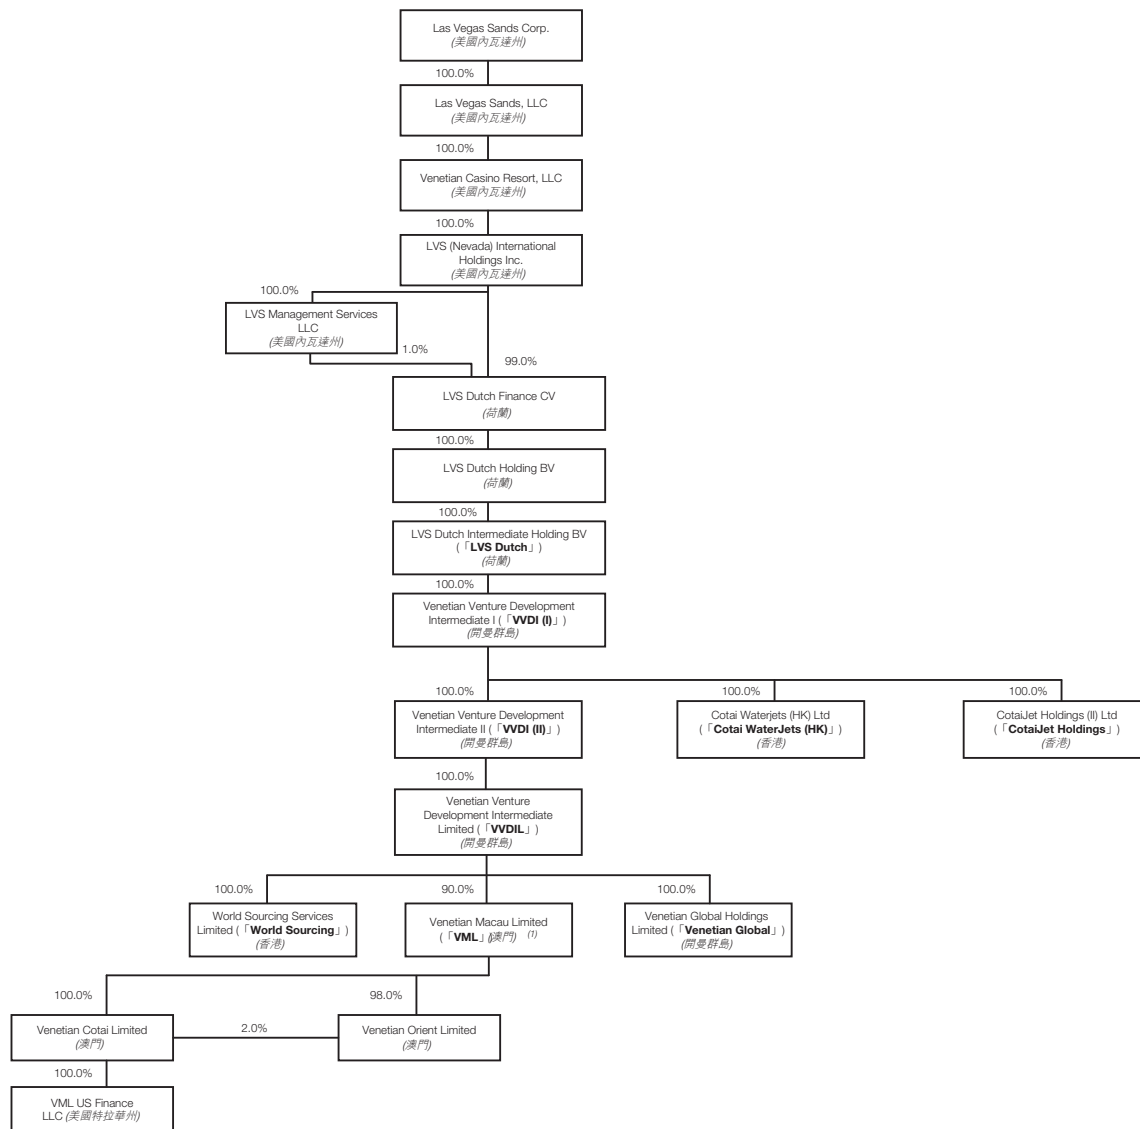 Las Vegas Sands Corp.
(美國內瓦達州)
100.0%
Las Vegas Sands, LLC
(美國內瓦達州)
100.0%
Venetian Casino Resort, LLC
(美國內瓦達州)
100.0%
LVS (Nevada) International
Holdings Inc.
(美國內瓦達州)
100.0%
LVS Management Services
LLC
(美國內瓦達州)
1.0%
99.0%
LVS Dutch Finance CV
(荷蘭)
100.0%
LVS Dutch Holding BV
(荷蘭)
100.0%
LVS Dutch Intermediate Holding BV
(「LVS Dutch」)
(荷蘭)
100.0%
Venetian Venture Development
Intermediate I (「VVDI (I)」)
(開曼群島)
100.0%
100.0%
100.0%
Venetian Venture Development
Intermediate II (「VVDI (II)」)
(開曼群島)
Cotai Waterjets (HK) Ltd
(「Cotai WaterJets (HK)」)
(香港)
CotaiJet Holdings (II) Ltd
(「CotaiJet Holdings」)
(香港)
100.0%
Venetian Venture
Development Intermediate
Limited (「VVDIL」)
(開曼群島)
100.0%
90.0%
100.0%
World Sourcing Services
Limited (「World Sourcing」)
(香港)
Venetian Macau Limited
(「VML」)(澳門) (1)
Venetian Global Holdings
Limited (「Venetian Global」)
(開曼群島)
100.0%
98.0%
Venetian Cotai Limited
(澳門)
2.0%
Venetian Orient Limited
(澳門)
100.0%
VML US Finance
LLC (美國特拉華州)